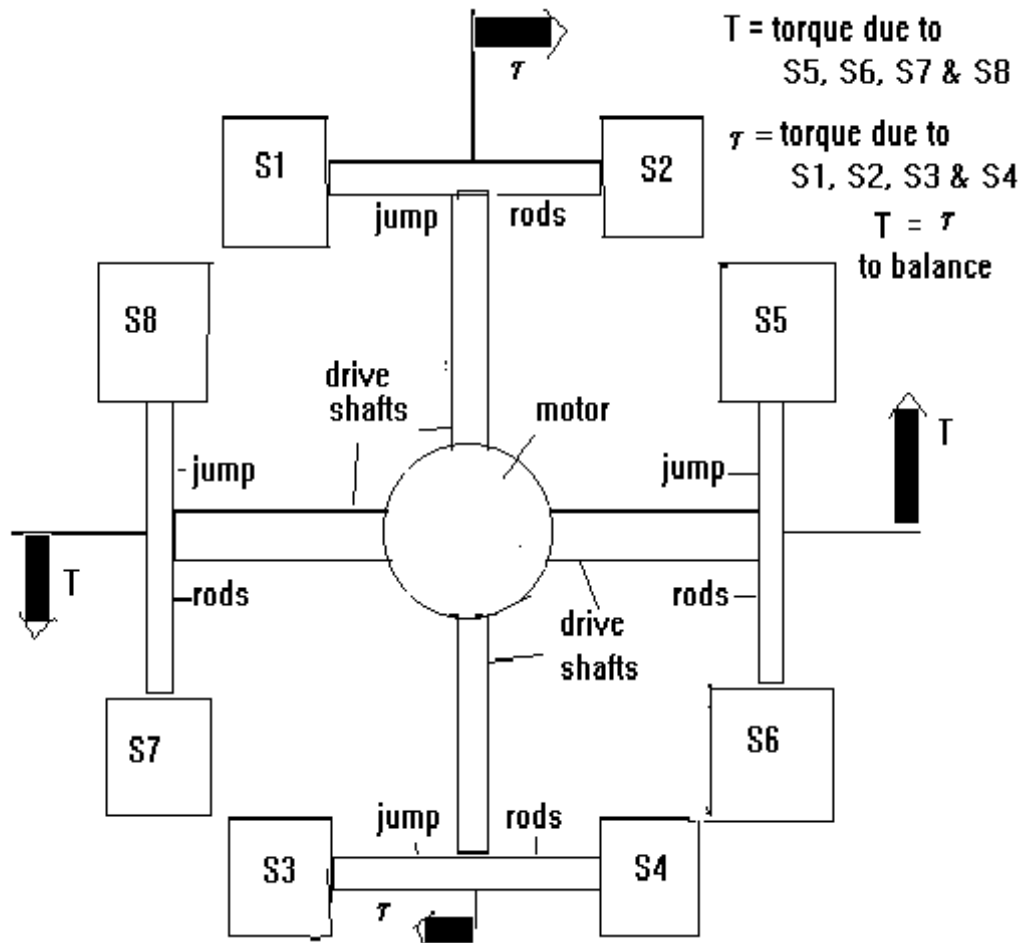 T = torque due to
S5, S6, S7 & S8
τ
τ = torque due to
S1, S2, S3 & S4
T = τ
to balance
S1
S2
jump
rods
S8
S5
drive
shafts
motor
jump
jump
T
T
rods
rods
drive
shafts
S7
S6
jump
rods
S3
S4
τ